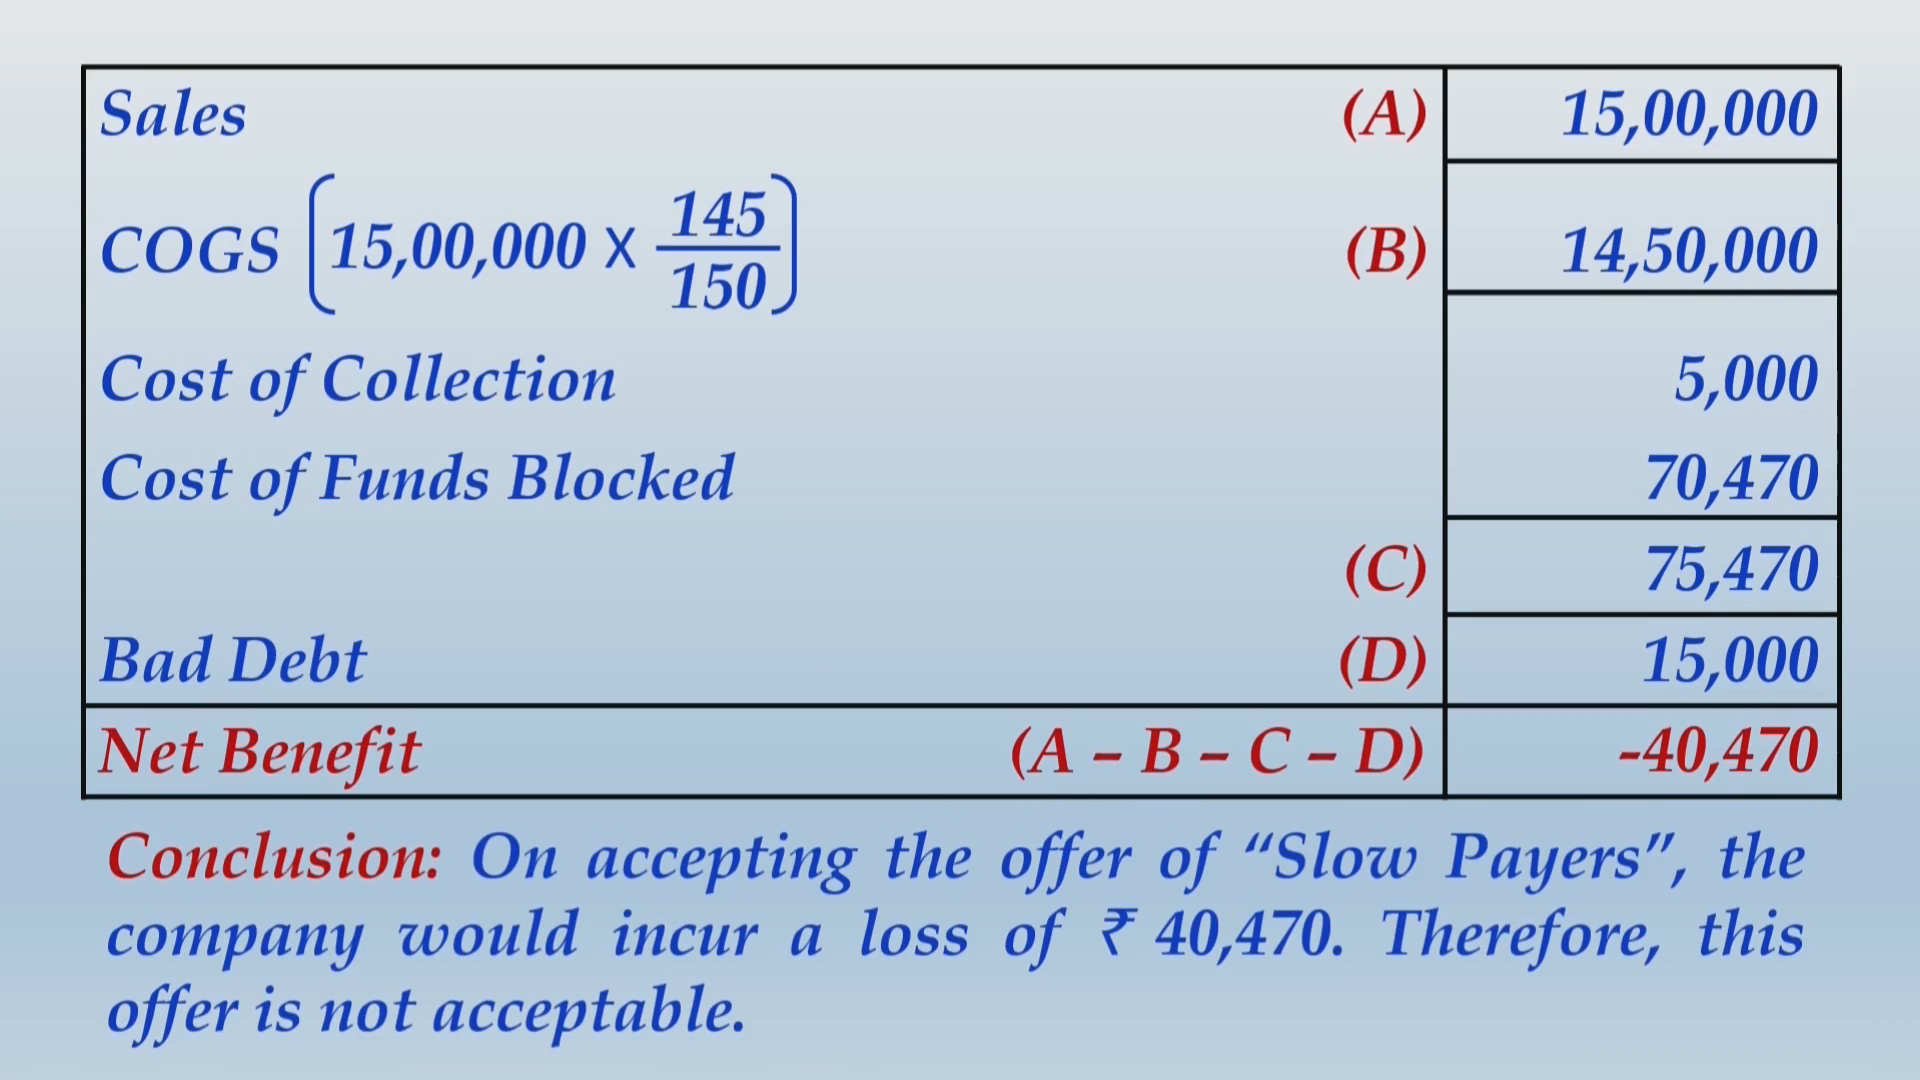 Sales (A) 15,00,000
COGS (15,00,000 X 145/150) (B) 14,50,000
Cost of Collection 5,000
Cost of Funds Blocked 70,470
(C) 75,470
Bad Debt (D) 15,000
Net Benefit (A – B – C – D) -40,470
Conclusion: On accepting the offer of “Slow Payers”, the
company would incur a loss of ₹ 40,470. Therefore, this
offer is not acceptable.